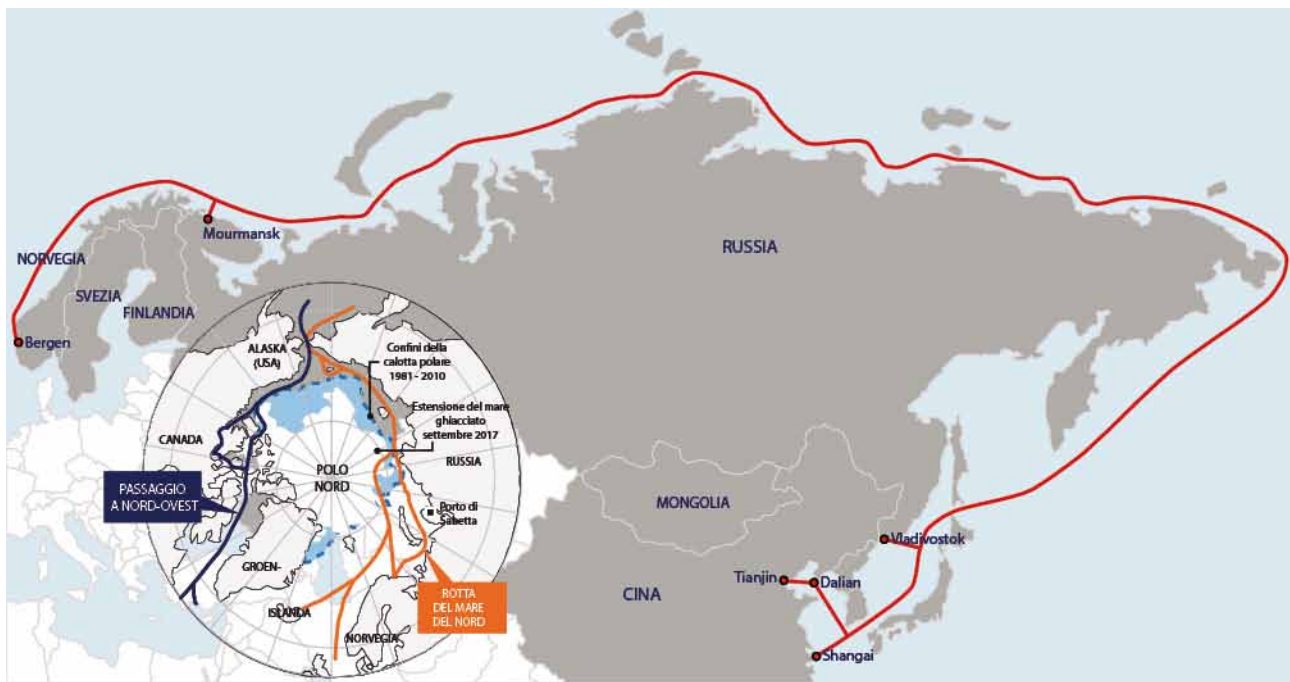 Mourmansk
NORVEGIA
SVEZIA
FINLANDIA
Bergen
RUSSIA
MONGOLIA
CINA
Vladivostok
Tianjin
Dalian
Shangai
ALASKA
(USA)
Confini della
calotta polare
1981 - 2010
Estensione del mare
ghiacciato
settembre 2017
CANADA
POLO
NORD
RUSSIA
PASSAGGIO
A NORD-OVEST
Porto di
Sabetta
GROEN-
ISLANDA
ROTTA
DEL MARE
DEL NORD
NORVEGIA